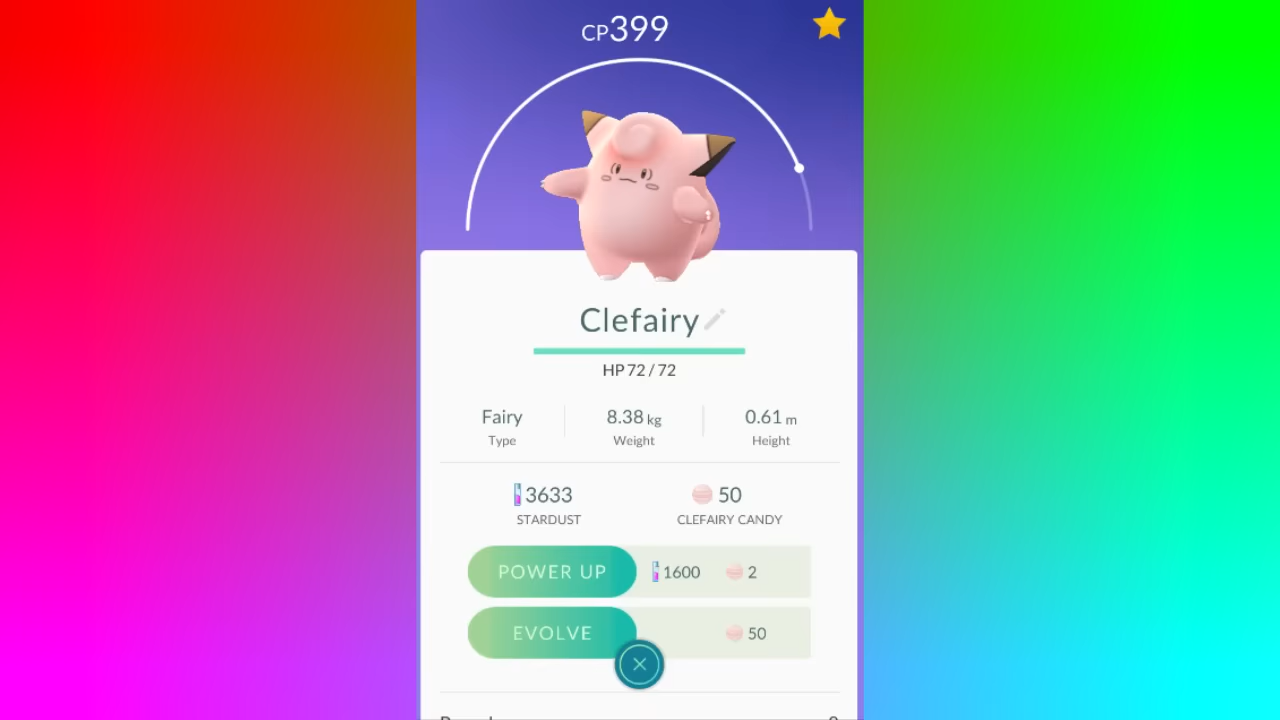 CP399
Clefairy
HP 72 / 72
Fairy 8.38 kg 0.61 m
Type Weight Height
3633 50
STARDUST CLEFAIRY CANDY
POWER UP 1600 2
EVOLVE 50